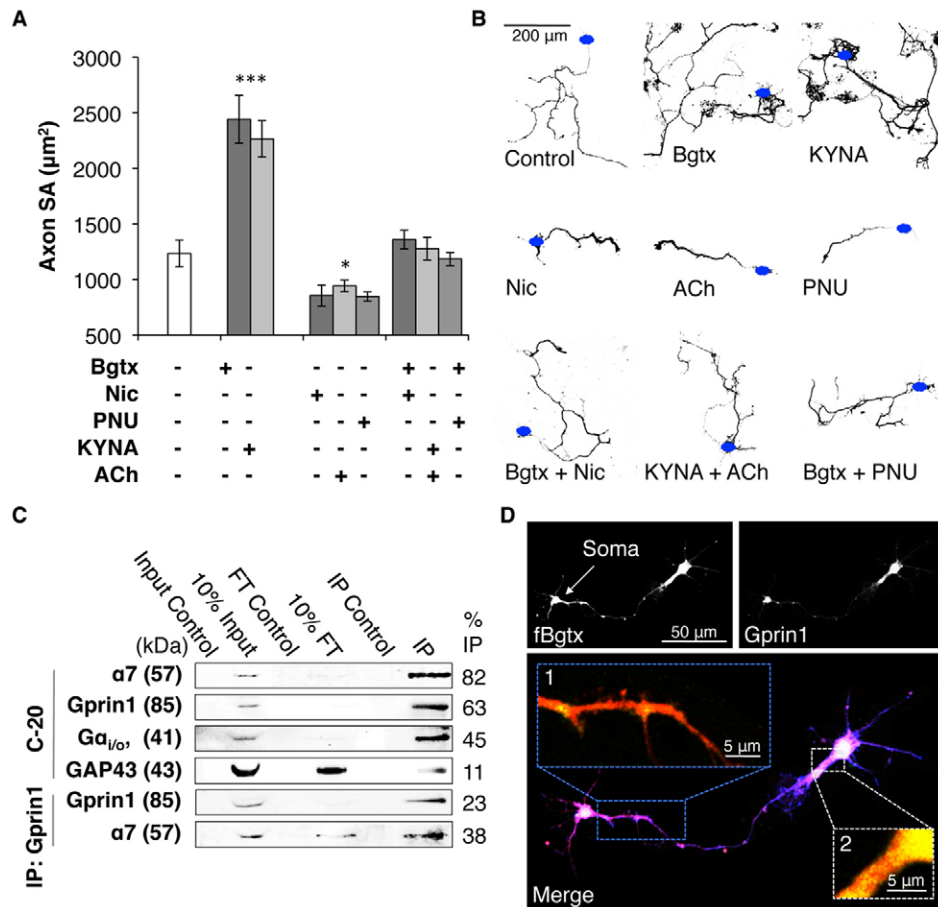 A
Axon SA (µm²)
3000
2500
2000
1500
1000
500
***
*
Bgtx - + - - - - + - +
Nic - - - + - - + - -
PNU - - - - - + - - +
KYNA - - + - - - - + -
ACh - - - - + - - + -
B
200 µm
Control
Bgtx
KYNA
Nic
ACh
PNU
Bgtx + Nic
KYNA + ACh
Bgtx + PNU
C
Input Control
10% Input
FT Control
10% FT
IP Control
IP
%
IP
(kDa)
C-20
α7 (57) 82
Gprin1 (85) 63
Gαi/o, (41) 45
GAP43 (43) 11
IP: Gprin1
Gprin1 (85) 23
α7 (57) 38
D
Soma
fBgtx
50 µm
Gprin1
1
5 µm
2
5 µm
Merge